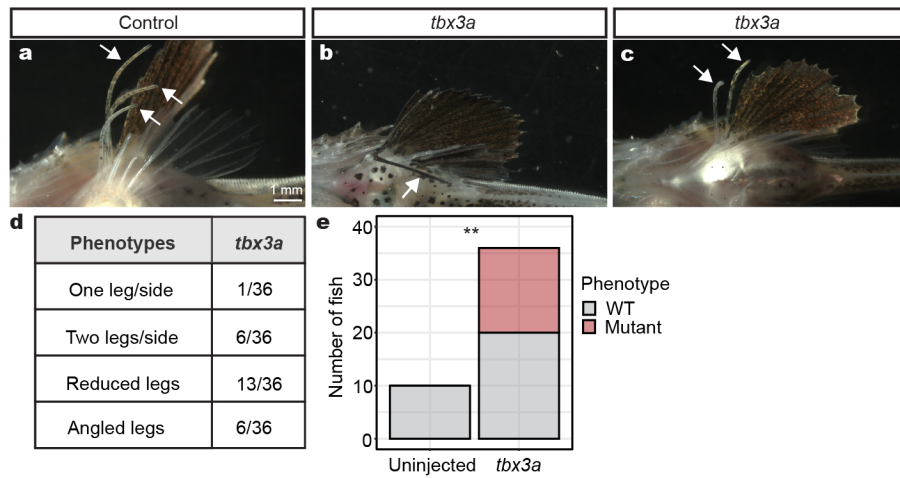 Control
tbx3a
tbx3a
a
b
c
1 mm
d
Phenotypes tbx3a
One leg/side 1/36
Two legs/side 6/36
Reduced legs 13/36
Angled legs 6/36
e
**
40
30
20
10
0
Number of fish
Uninjected tbx3a
Phenotype
WT
Mutant